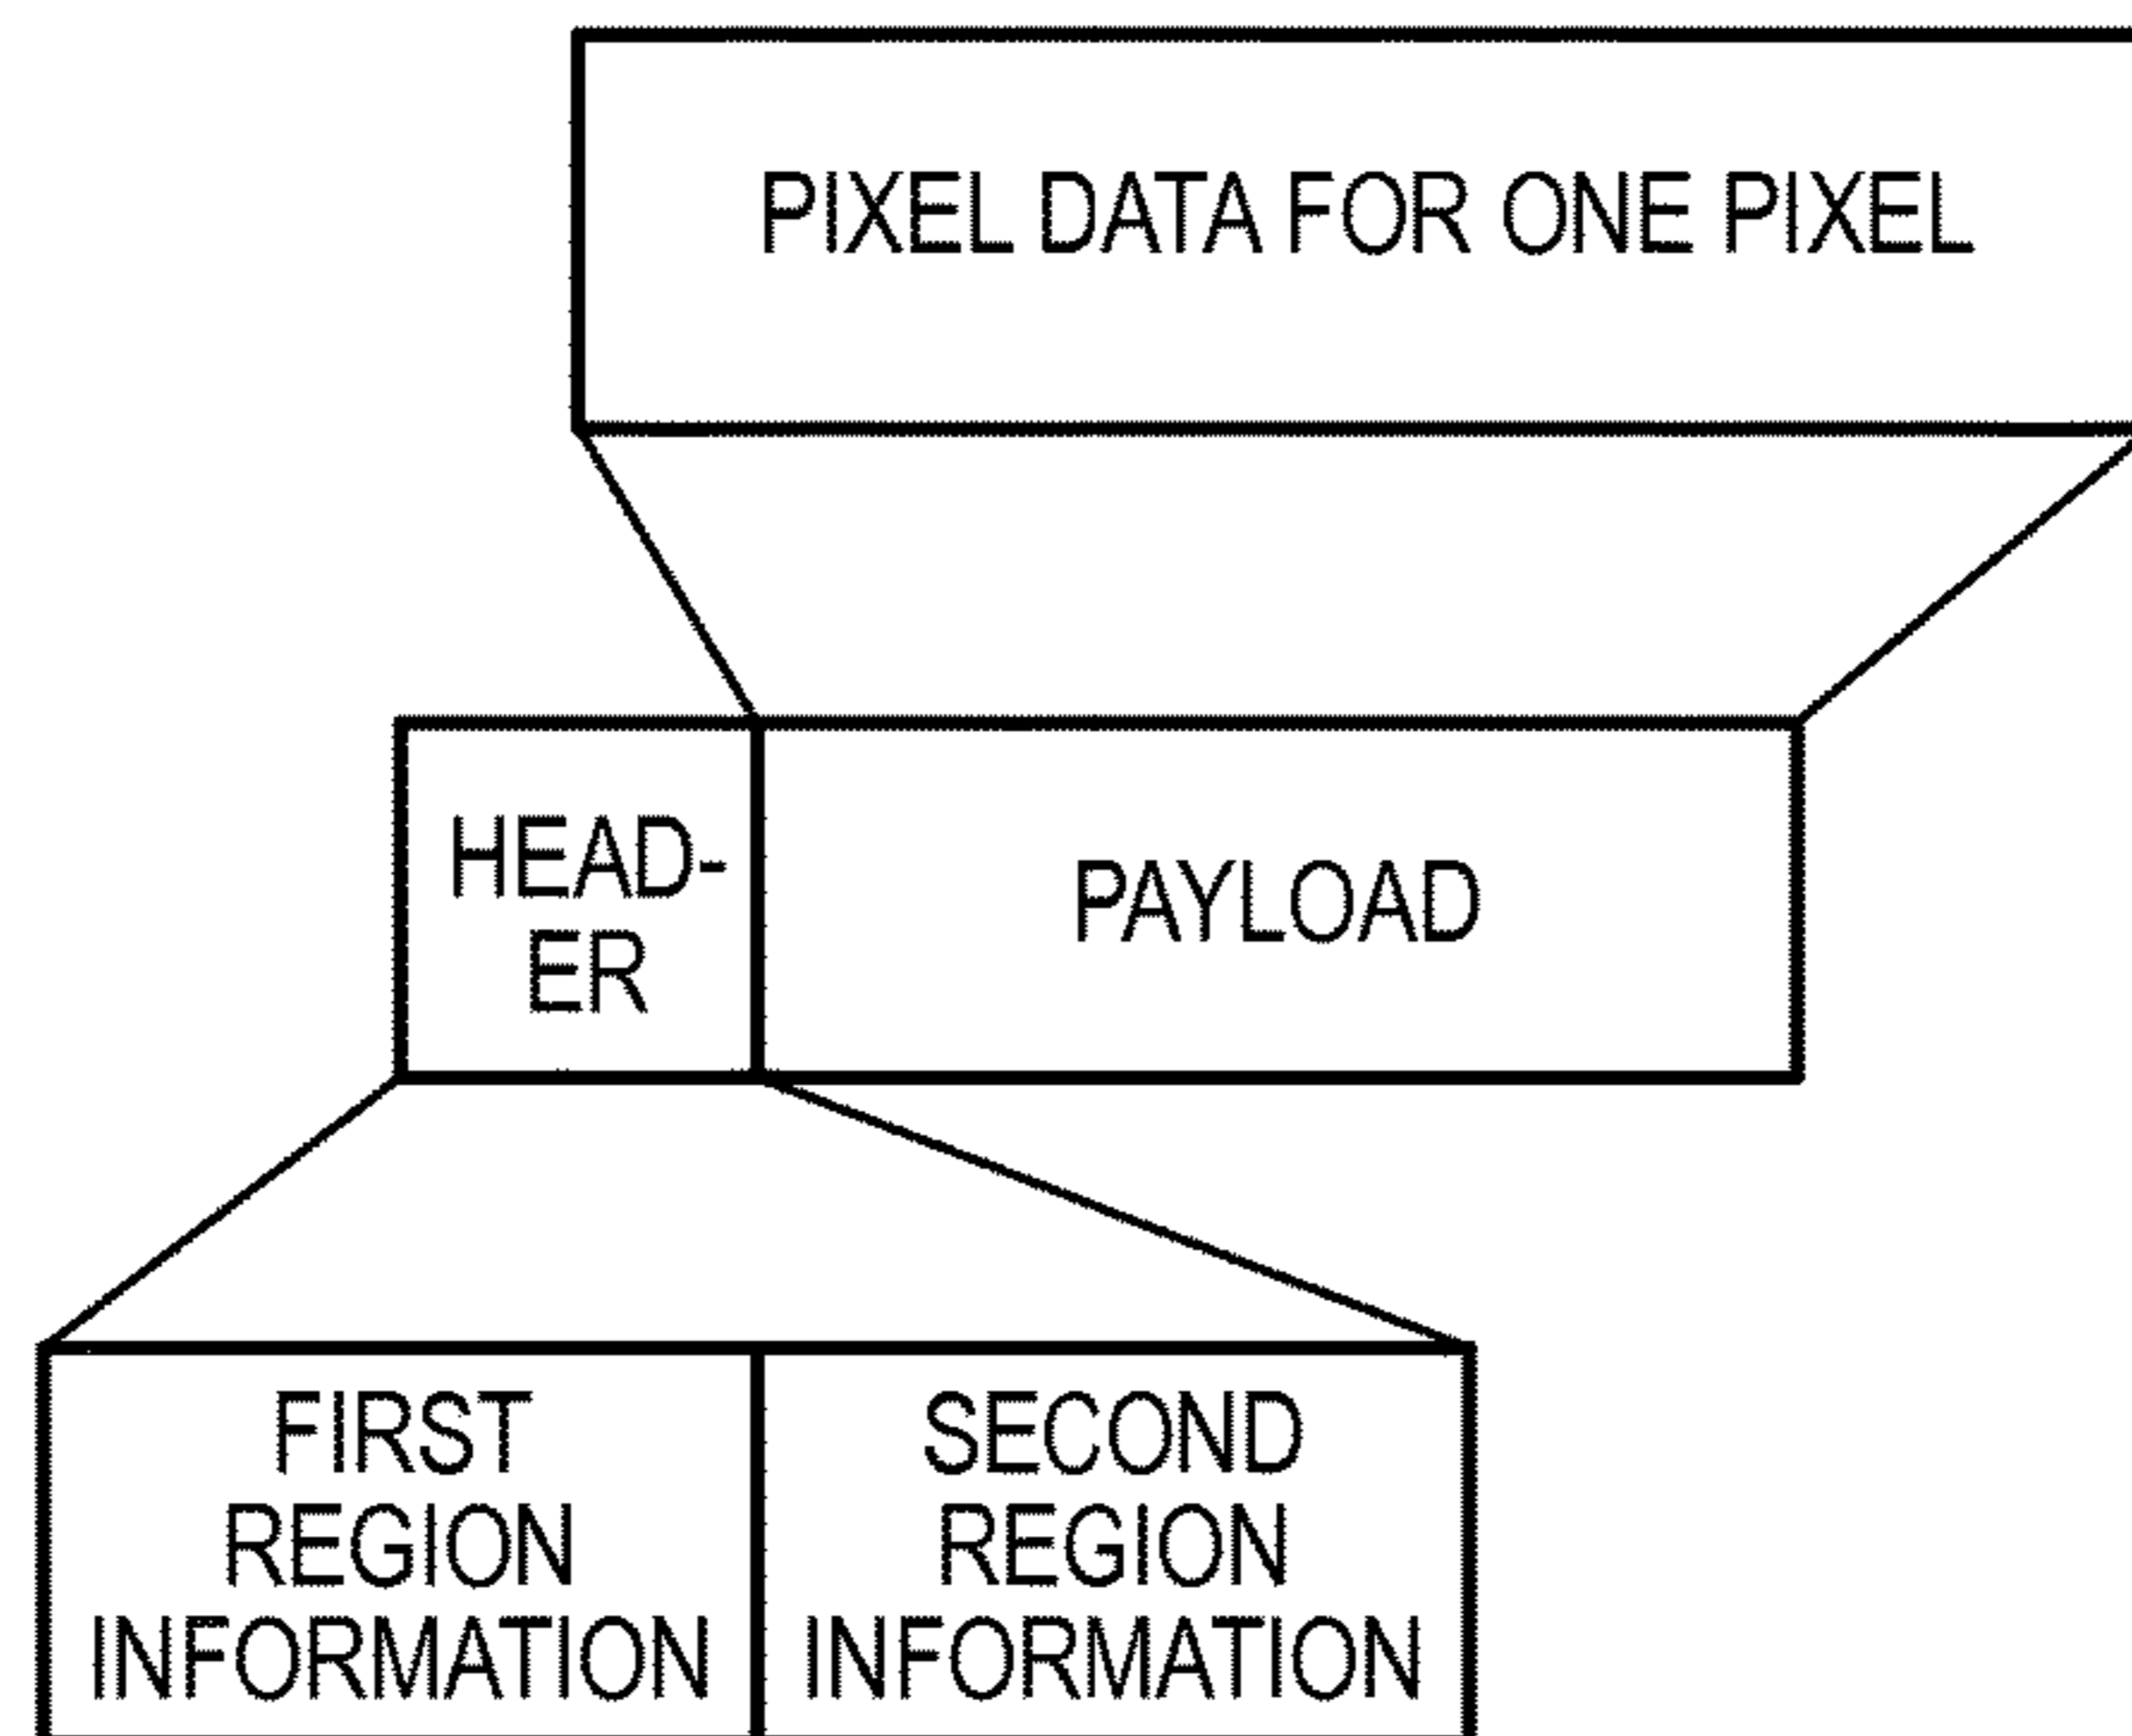 PIXEL DATA FOR ONE PIXEL
HEAD-
ER
PAYLOAD
FIRST
REGION
INFORMATION
SECOND
REGION
INFORMATION